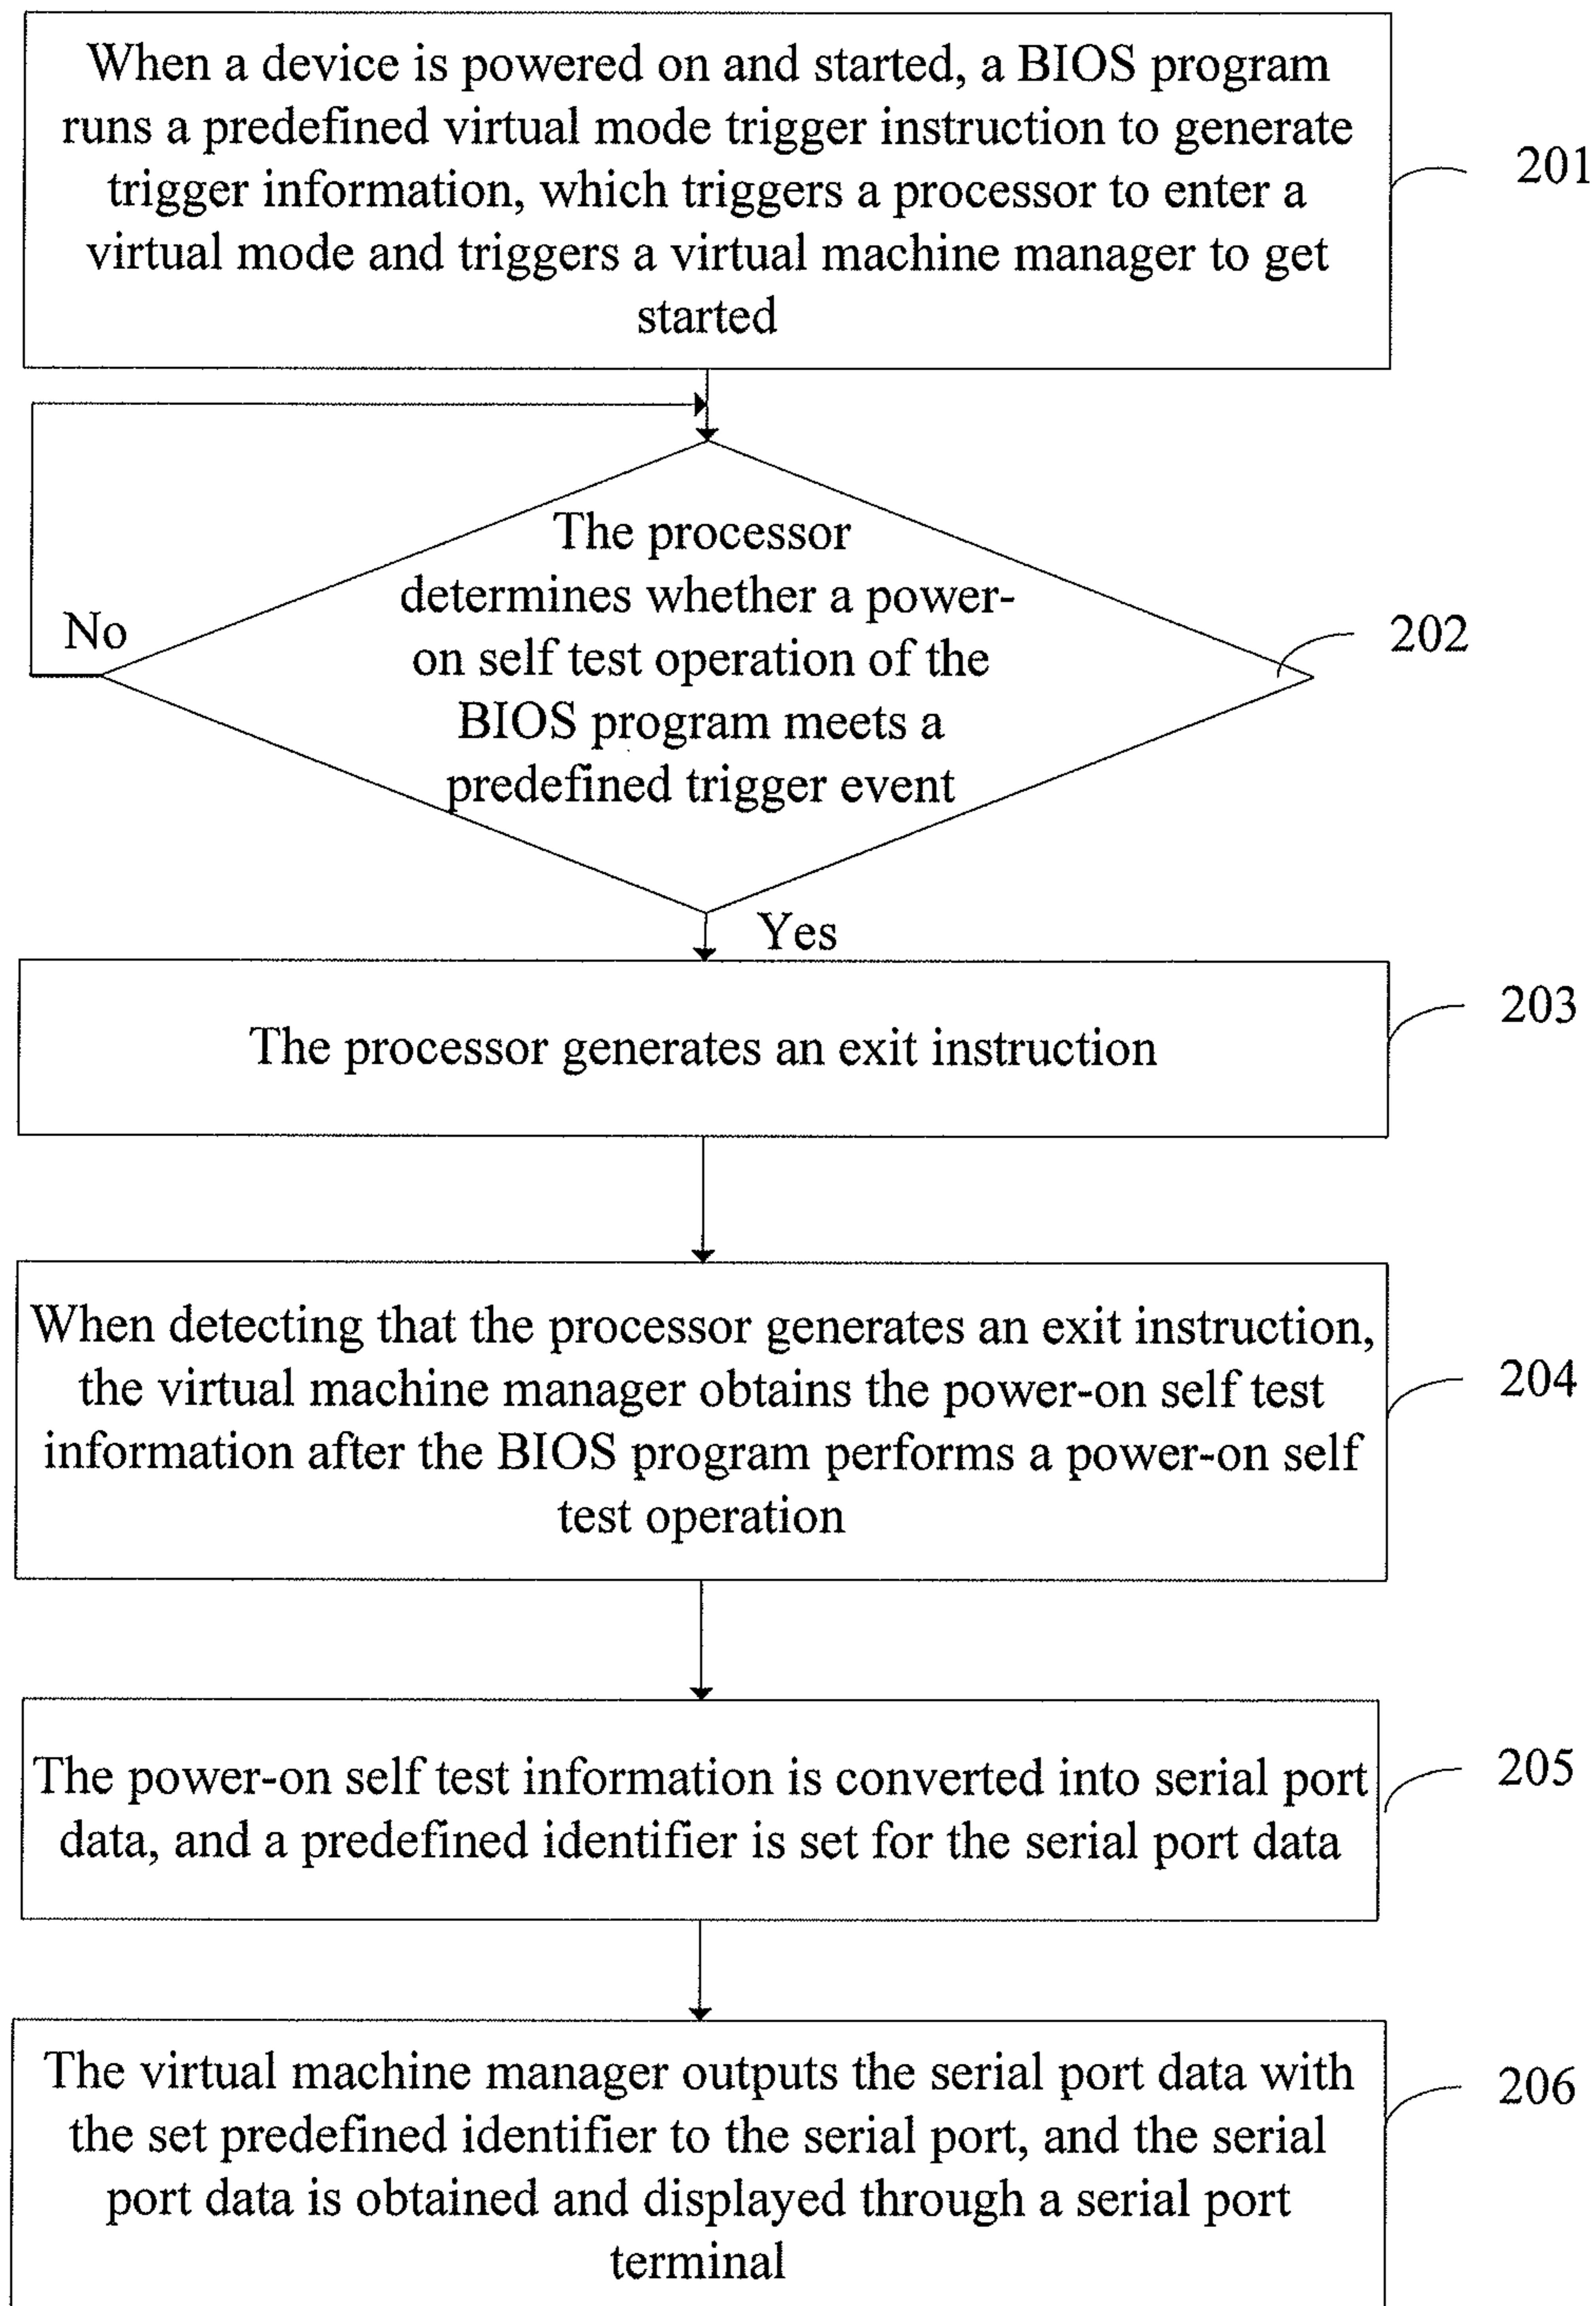 When a device is powered on and started, a BIOS program
runs a predefined virtual mode trigger instruction to generate
trigger information, which triggers a processor to enter a
virtual mode and triggers a virtual machine manager to get
started
201
The processor
determines whether a power-
on self test operation of the
BIOS program meets a
predefined trigger event
No
202
Yes
The processor generates an exit instruction
203
When detecting that the processor generates an exit instruction,
the virtual machine manager obtains the power-on self test
information after the BIOS program performs a power-on self
test operation
204
The power-on self test information is converted into serial port
data, and a predefined identifier is set for the serial port data
205
The virtual machine manager outputs the serial port data with
the set predefined identifier to the serial port, and the serial
port data is obtained and displayed through a serial port
terminal
206